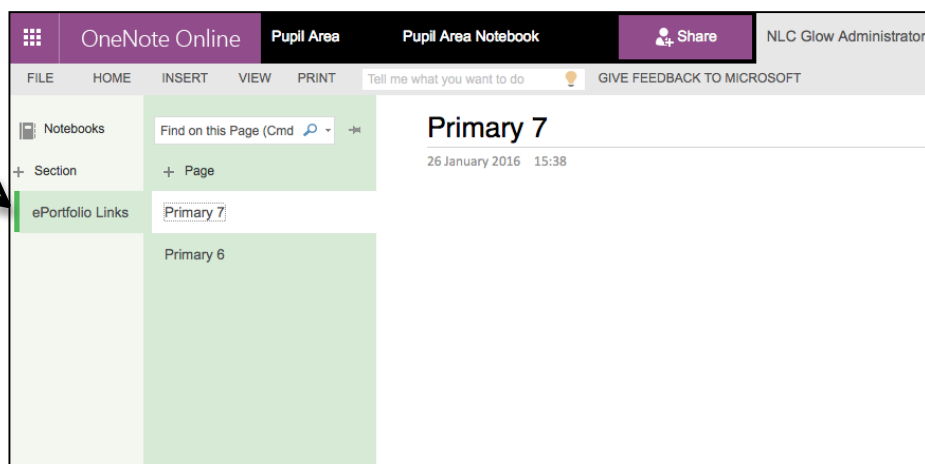 OneNote Online Pupil Area Pupil Area Notebook Share NLC Glow Administrator
FILE HOME INSERT VIEW PRINT Tell me what you want to do GIVE FEEDBACK TO MICROSOFT
Notebooks
Find on this Page (Cmd
+ Section
+ Page
ePortfolio Links
Primary 7
Primary 6
Primary 7
26 January 2016 15:38